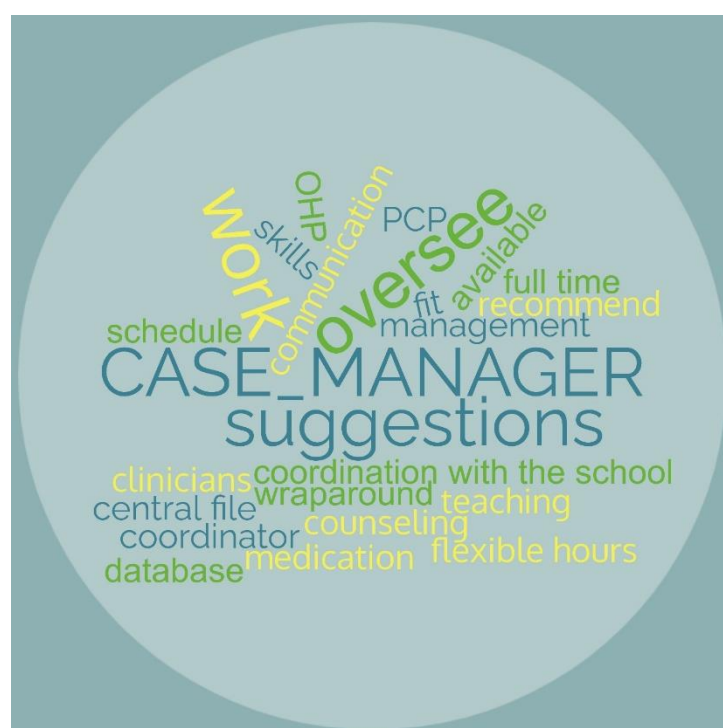 OHP
PCP
work
skills
communication
oversee
available
fit
full time
recommend
management
schedule
CASE_MANAGER
suggestions
clinicians
coordination with the school
central file
wraparound
teaching
coordinator
counseling
database
medication
flexible hours